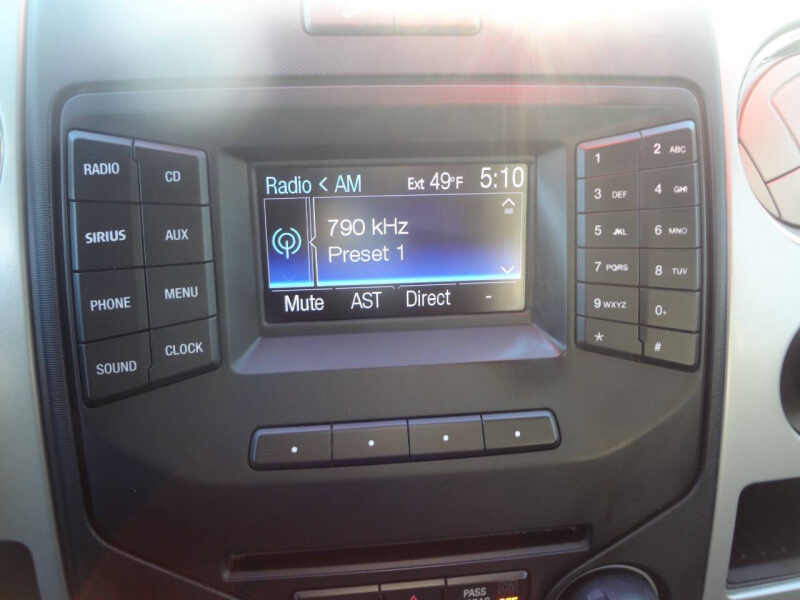 RADIO
CD
SIRIUS
AUX
PHONE
MENU
SOUND
CLOCK
Radio < AM Ext 49°F 5:10
790 kHz
Preset 1
Mute AST Direct -
1
2 ABC
3 DEF
4 GHI
5 JKL
6 MNO
7 PQRS
8 TUV
9 WXYZ
0+
*
#
PASS
OFF